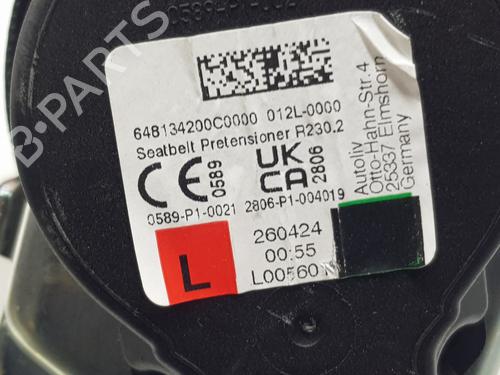 648134200C0000 012L-0000
Seatbelt Pretensioner R230.2
CE 0589
UK CA 2806
0589-P1-0021 2806-P1-004019
Autoliv
Otto-Hahn-Str.4
25337 Elmshorn
Germany
L
260424
00:55
L00560
B-PARTS